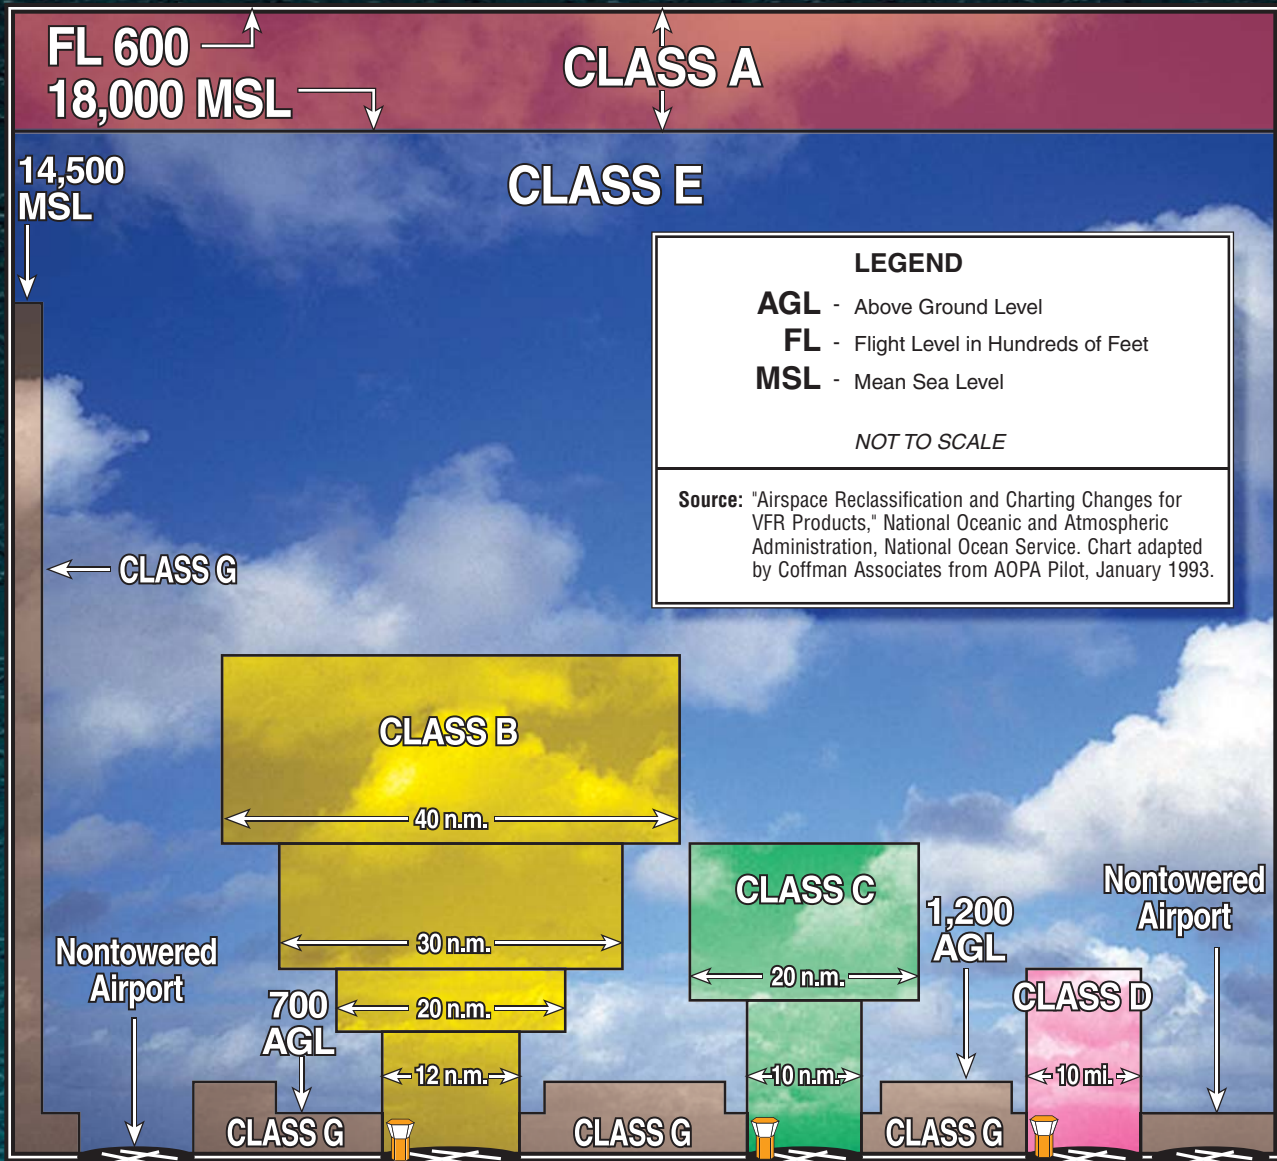 FL 600
18,000 MSL
CLASS A
14,500
MSL
CLASS E
LEGEND
AGL - Above Ground Level
FL - Flight Level in Hundreds of Feet
MSL - Mean Sea Level
NOT TO SCALE
Source: "Airspace Reclassification and Charting Changes for
VFR Products," National Oceanic and Atmospheric
Administration, National Ocean Service. Chart adapted
by Coffman Associates from AOPA Pilot, January 1993.
CLASS G
CLASS B
40 n.m.
30 n.m.
20 n.m.
12 n.m.
CLASS C
20 n.m.
10 n.m.
1,200
AGL
Nontowered
Airport
CLASS D
10 mi.
Nontowered
Airport
700
AGL
CLASS G
CLASS G
CLASS G